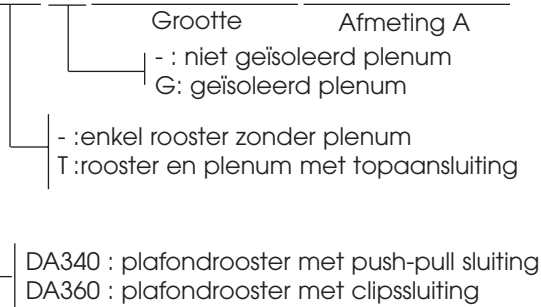 Grootte Afmeting A
- : niet geïsoleerd plenum
G: geïsoleerd plenum
- :enkel rooster zonder plenum
T :rooster en plenum met topaansluiting
DA340 : plafondrooster met push-pull sluiting
DA360 : plafondrooster met clipssluiting